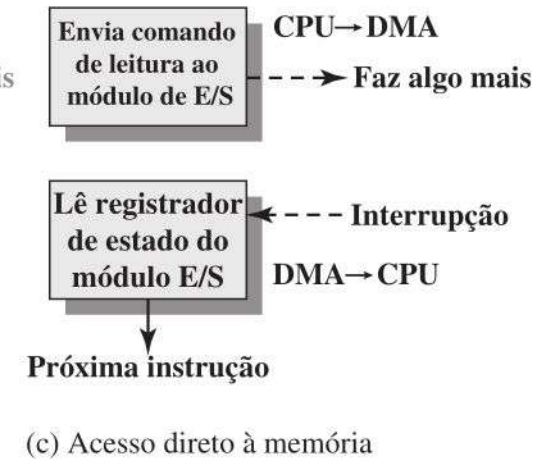 Envia comando
de leitura ao
módulo de E/S
CPU→DMA
is
Faz algo mais
Lê registrador
de estado do
módulo E/S
Interrupção
DMA→CPU
Próxima instrução
(c) Acesso direto à memória